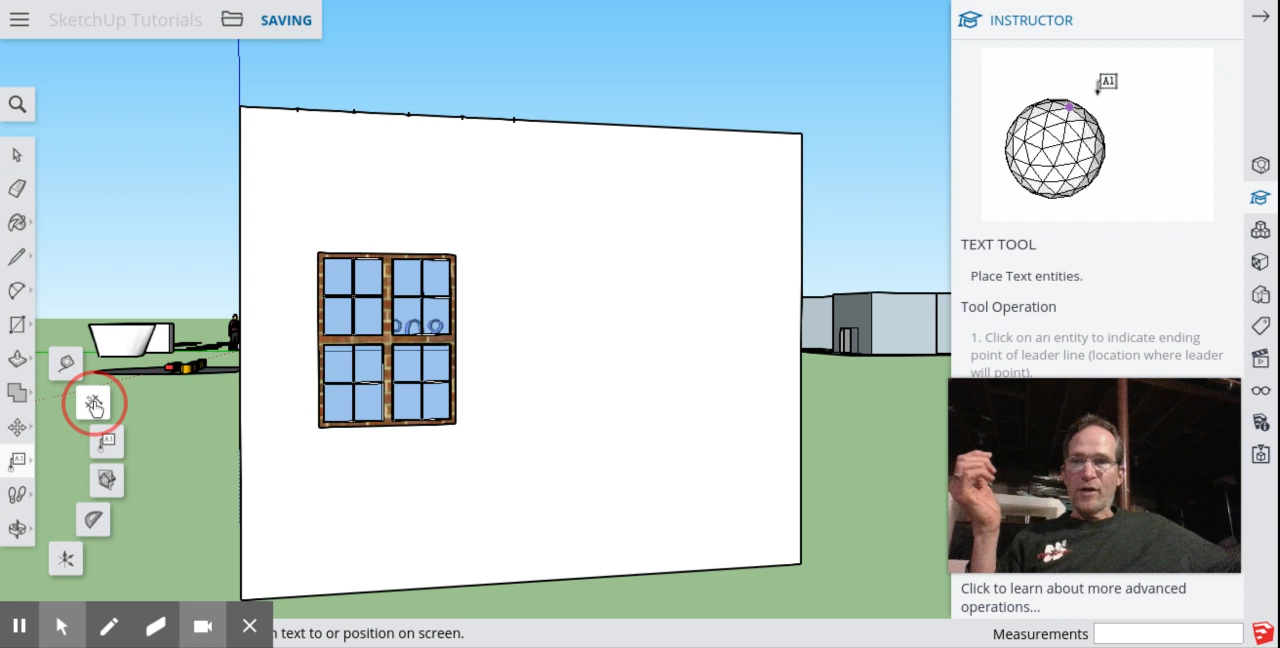 SketchUp Tutorials
SAVING
INSTRUCTOR
A1
TEXT TOOL
Place Text entities.
Tool Operation
1. Click on an entity to indicate ending
point of leader line (location where leader
will point).
Click to learn about more advanced
operations...
A1
A1
text to or position on screen.
Measurements